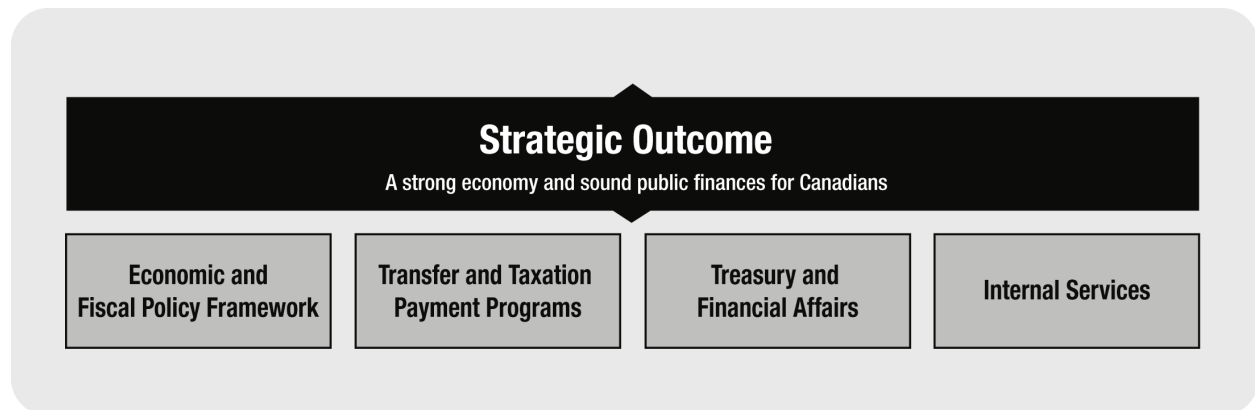 Strategic Outcome
A strong economy and sound public finances for Canadians
Economic and
Fiscal Policy Framework
Transfer and Taxation
Payment Programs
Treasury and
Financial Affairs
Internal Services